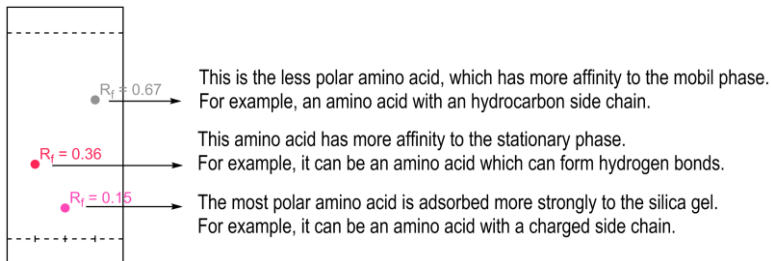 R_f = 0.67
This is the less polar amino acid, which has more affinity to the mobil phase.
For example, an amino acid with an hydrocarbon side chain.
R_f = 0.36
This amino acid has more affinity to the stationary phase.
For example, it can be an amino acid which can form hydrogen bonds.
R_f = 0.15
The most polar amino acid is adsorbed more strongly to the silica gel.
For example, it can be an amino acid with a charged side chain.